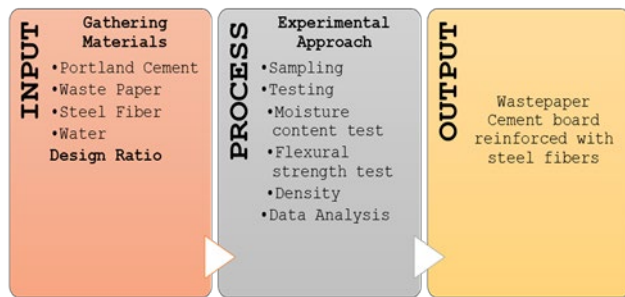 INPUT
Gathering
Materials
•Portland Cement
•Waste Paper
•Steel Fiber
•Water
Design Ratio
PROCESS
Experimental
Approach
•Sampling
•Testing
•Moisture
content test
•Flexural
strength test
•Density
•Data Analysis
OUTPUT
Wastepaper
Cement board
reinforced with
steel fibers